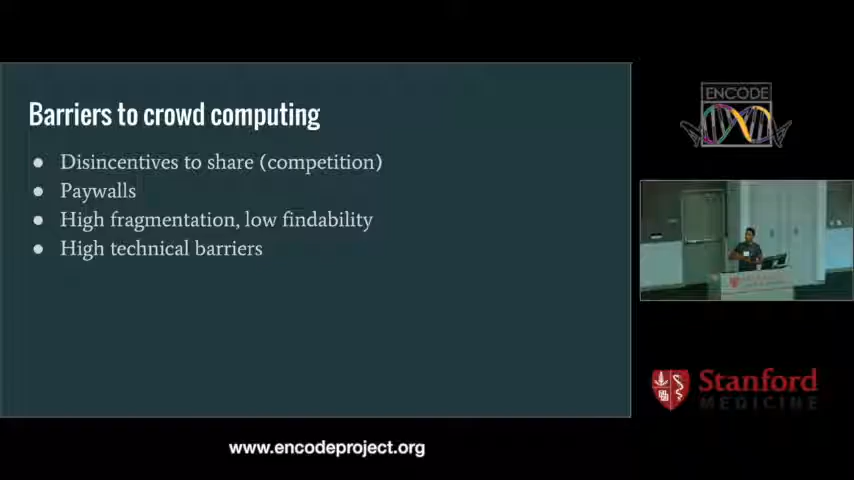 Barriers to crowd computing
● Disincentives to share (competition)
● Paywalls
● High fragmentation, low findability
● High technical barriers
ENCODE
Stanford
MEDICINE
www.encodeproject.org